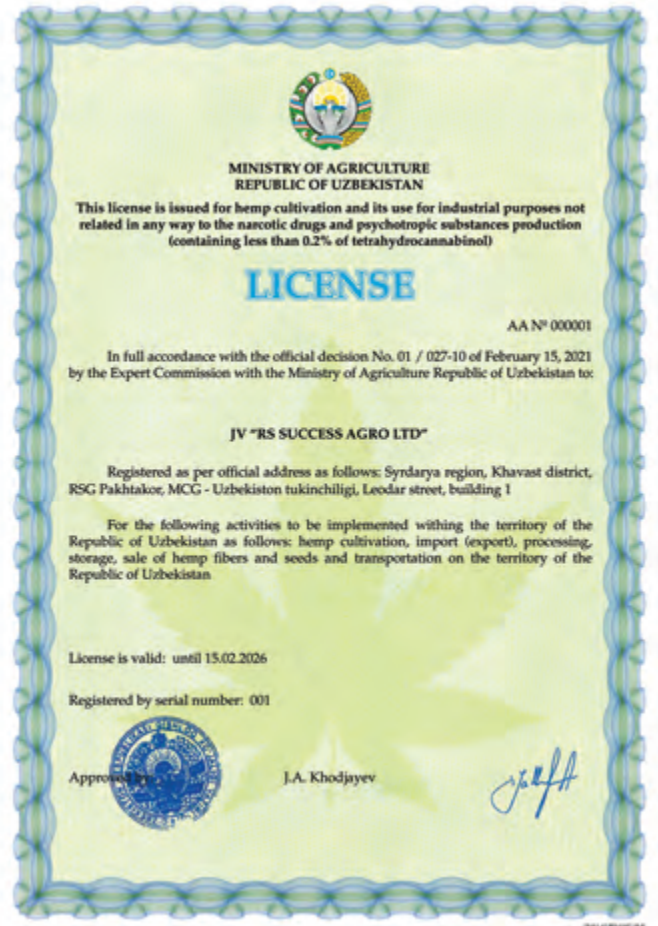 MINISTRY OF AGRICULTURE
REPUBLIC OF UZBEKISTAN
This license is issued for hemp cultivation and its use for industrial purposes not
related in any way to the narcotic drugs and psychotropic substances production
(containing less than 0.2% of tetrahydrocannabinol)
LICENSE
AA Nº 000001
In full accordance with the official decision No. 01 / 027-10 of February 15, 2021
by the Expert Commission with the Ministry of Agriculture Republic of Uzbekistan to:
JV "RS SUCCESS AGRO LTD"
Registered as per official address as follows: Syrdarya region, Khavast district,
RSG Pakhtakor, MCG - Uzbekiston tukinchiligi, Leodar street, building 1
For the following activities to be implemented withing the territory of the
Republic of Uzbekistan as follows: hemp cultivation, import (export), processing,
storage, sale of hemp fibers and seeds and transportation on the territory of the
Republic of Uzbekistan
License is valid: until 15.02.2026
Registered by serial number: 001
Approved by:
J.A. Khodjayev